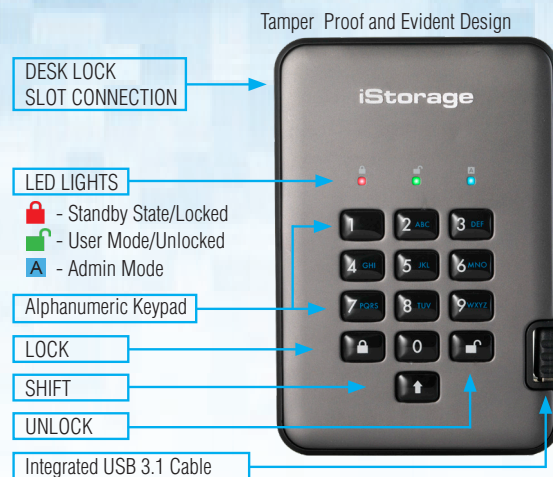 Tamper Proof and Evident Design
DESK LOCK
SLOT CONNECTION
iStorage
LED LIGHTS
- Standby State/Locked
- User Mode/Unlocked
A - Admin Mode
A
1
2 ABC
3 DEF
4 GHI
5 JKL
6 MNO
Alphanumeric Keypad
7 PQRS
8 TUV
9 WXYZ
LOCK
0
SHIFT
UNLOCK
Integrated USB 3.1 Cable